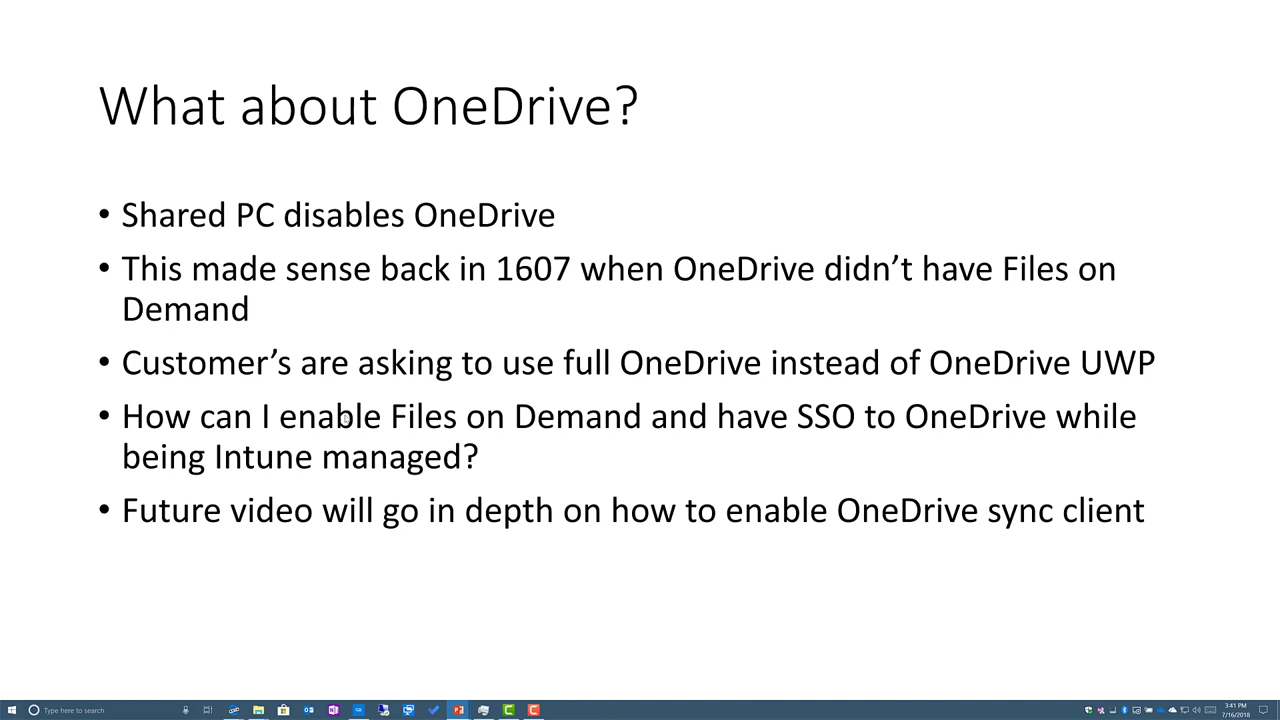 What about OneDrive?
• Shared PC disables OneDrive
• This made sense back in 1607 when OneDrive didn’t have Files on
Demand
• Customer’s are asking to use full OneDrive instead of OneDrive UWP
• How can I enable Files on Demand and have SSO to OneDrive while
being Intune managed?
• Future video will go in depth on how to enable OneDrive sync client
Type here to search
3:41 PM
7/16/2018